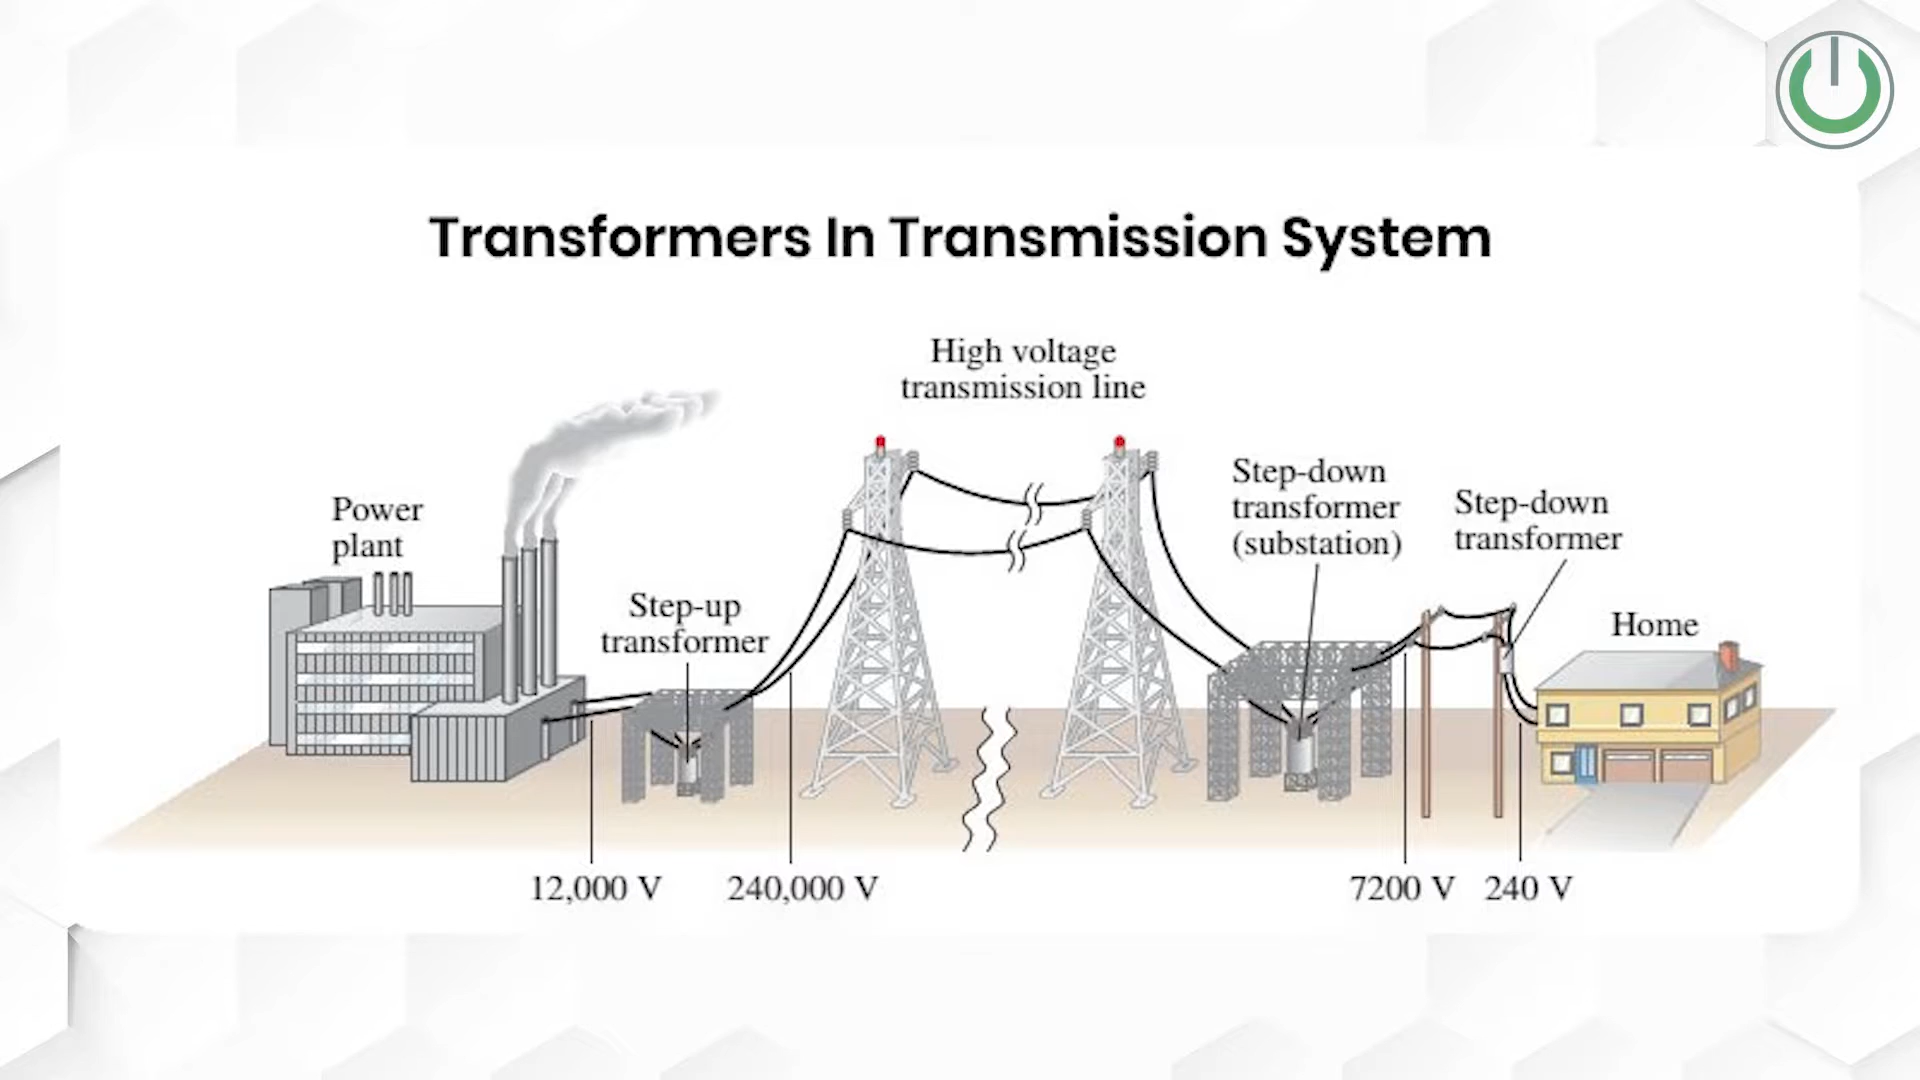 Transformers In Transmission System
High voltage
transmission line
Power
plant
Step-up
transformer
Step-down
transformer
(substation)
Step-down
transformer
Home
12,000 V
240,000 V
7200 V
240 V